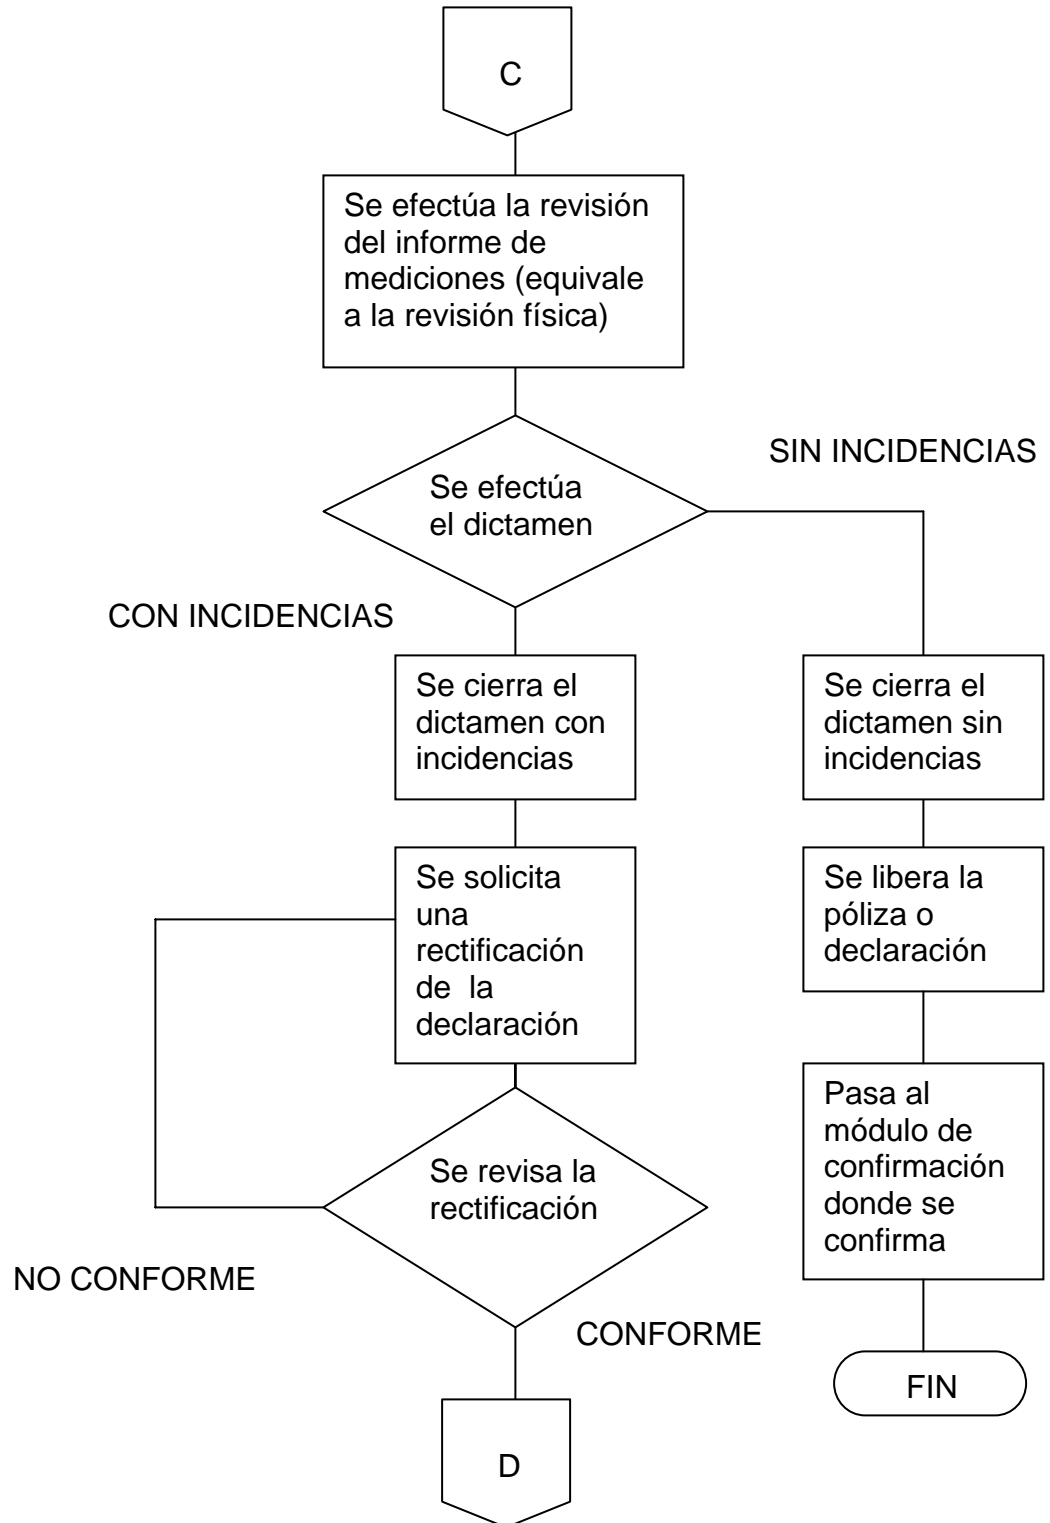 C
Se efectúa la revisión
del informe de
mediciones (equivale
a la revisión física)
SIN INCIDENCIAS
Se efectúa
el dictamen
CON INCIDENCIAS
Se cierra el
dictamen con
incidencias
Se cierra el
dictamen sin
incidencias
Se solicita
una
rectificación
de la
declaración
Se libera la
póliza o
declaración
Pasa al
módulo de
confirmación
donde se
confirma
Se revisa la
rectificación
NO CONFORME
CONFORME
FIN
D